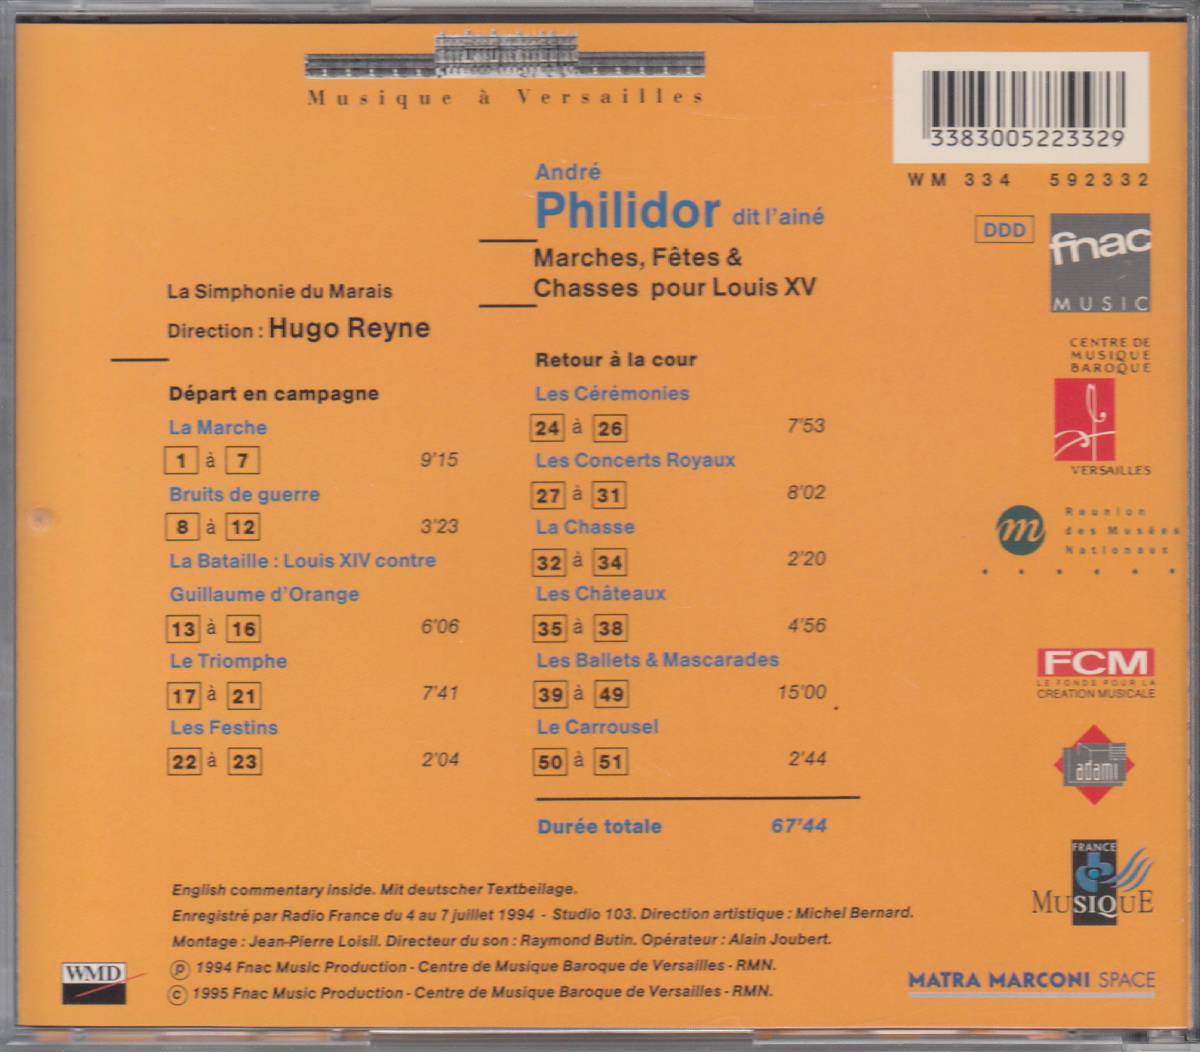 Musique à Versailles
3383005223329
WM 334 592332
André
Philidor dit l'ainé
Marches, Fêtes &
Chasses pour Louis XV
La Simphonie du Marais
Direction : Hugo Reyne
Départ en campagne
La Marche
1 à 7 9'15
Bruits de guerre
8 à 12 3'23
La Bataille : Louis XIV contre
Guillaume d'Orange
13 à 16 6'06
Le Triomphe
17 à 21 7'41
Les Festins
22 à 23 2'04
Retour à la cour
Les Cérémonies
24 à 26 7'53
Les Concerts Royaux
27 à 31 8'02
La Chasse
32 à 34 2'20
Les Châteaux
35 à 38 4'56
Les Ballets & Mascarades
39 à 49 15'00
Le Carrousel
50 à 51 2'44
Durée totale 67'44
DDD
fnac
MUSIC
CENTRE DE
MUSIQUE
BAROQUE
VERSAILLES
m
Reunion
des Musées
Nationaux
FCM
LE FONDS POUR LA
CREATION MUSICALE
adami
FRANCE
MUSIQUE
MATRA MARCONI SPACE
English commentary inside. Mit deutscher Textbeilage.
Enregistré par Radio France du 4 au 7 juillet 1994 - Studio 103. Direction artistique : Michel Bernard.
Montage : Jean-Pierre Loisil. Directeur du son : Raymond Butin. Opérateur : Alain Joubert.
℗ 1994 Fnac Music Production - Centre de Musique Baroque de Versailles - RMN.
© 1995 Fnac Music Production - Centre de Musique Baroque de Versailles - RMN.
WMD